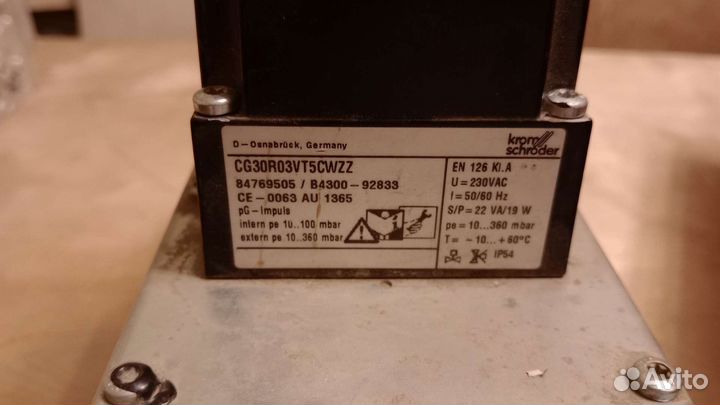 D-Osnabrück, Germany
krom
schröder
CG30R03VT5CWZZ
84769505 / B4300-92833
CE-0063 AU 1365
pG-Impuls
intern pe 10..100 mbar
extern pe 10...360 mbar
EN 126 Kl.A
U=230VAC
I=50/60 Hz
S/P=22 VA/19 W
pe=10...360 mbar
T= -10...+60°C
IP54
Avito